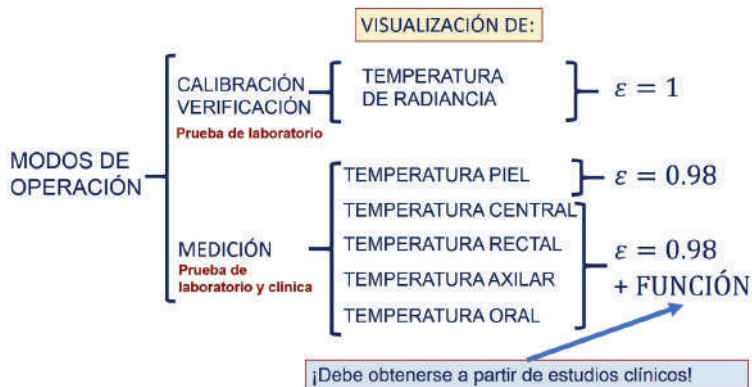 VISUALIZACIÓN DE:
MODOS DE
OPERACIÓN
CALIBRACIÓN
VERIFICACIÓN
Prueba de laboratorio
TEMPERATURA
DE RADIANCIA
ε = 1
MEDICIÓN
Prueba de
laboratorio y clínica
TEMPERATURA PIEL
ε = 0.98
TEMPERATURA CENTRAL
TEMPERATURA RECTAL
TEMPERATURA AXILAR
TEMPERATURA ORAL
ε = 0.98
+ FUNCIÓN
¡Debe obtenerse a partir de estudios clínicos!